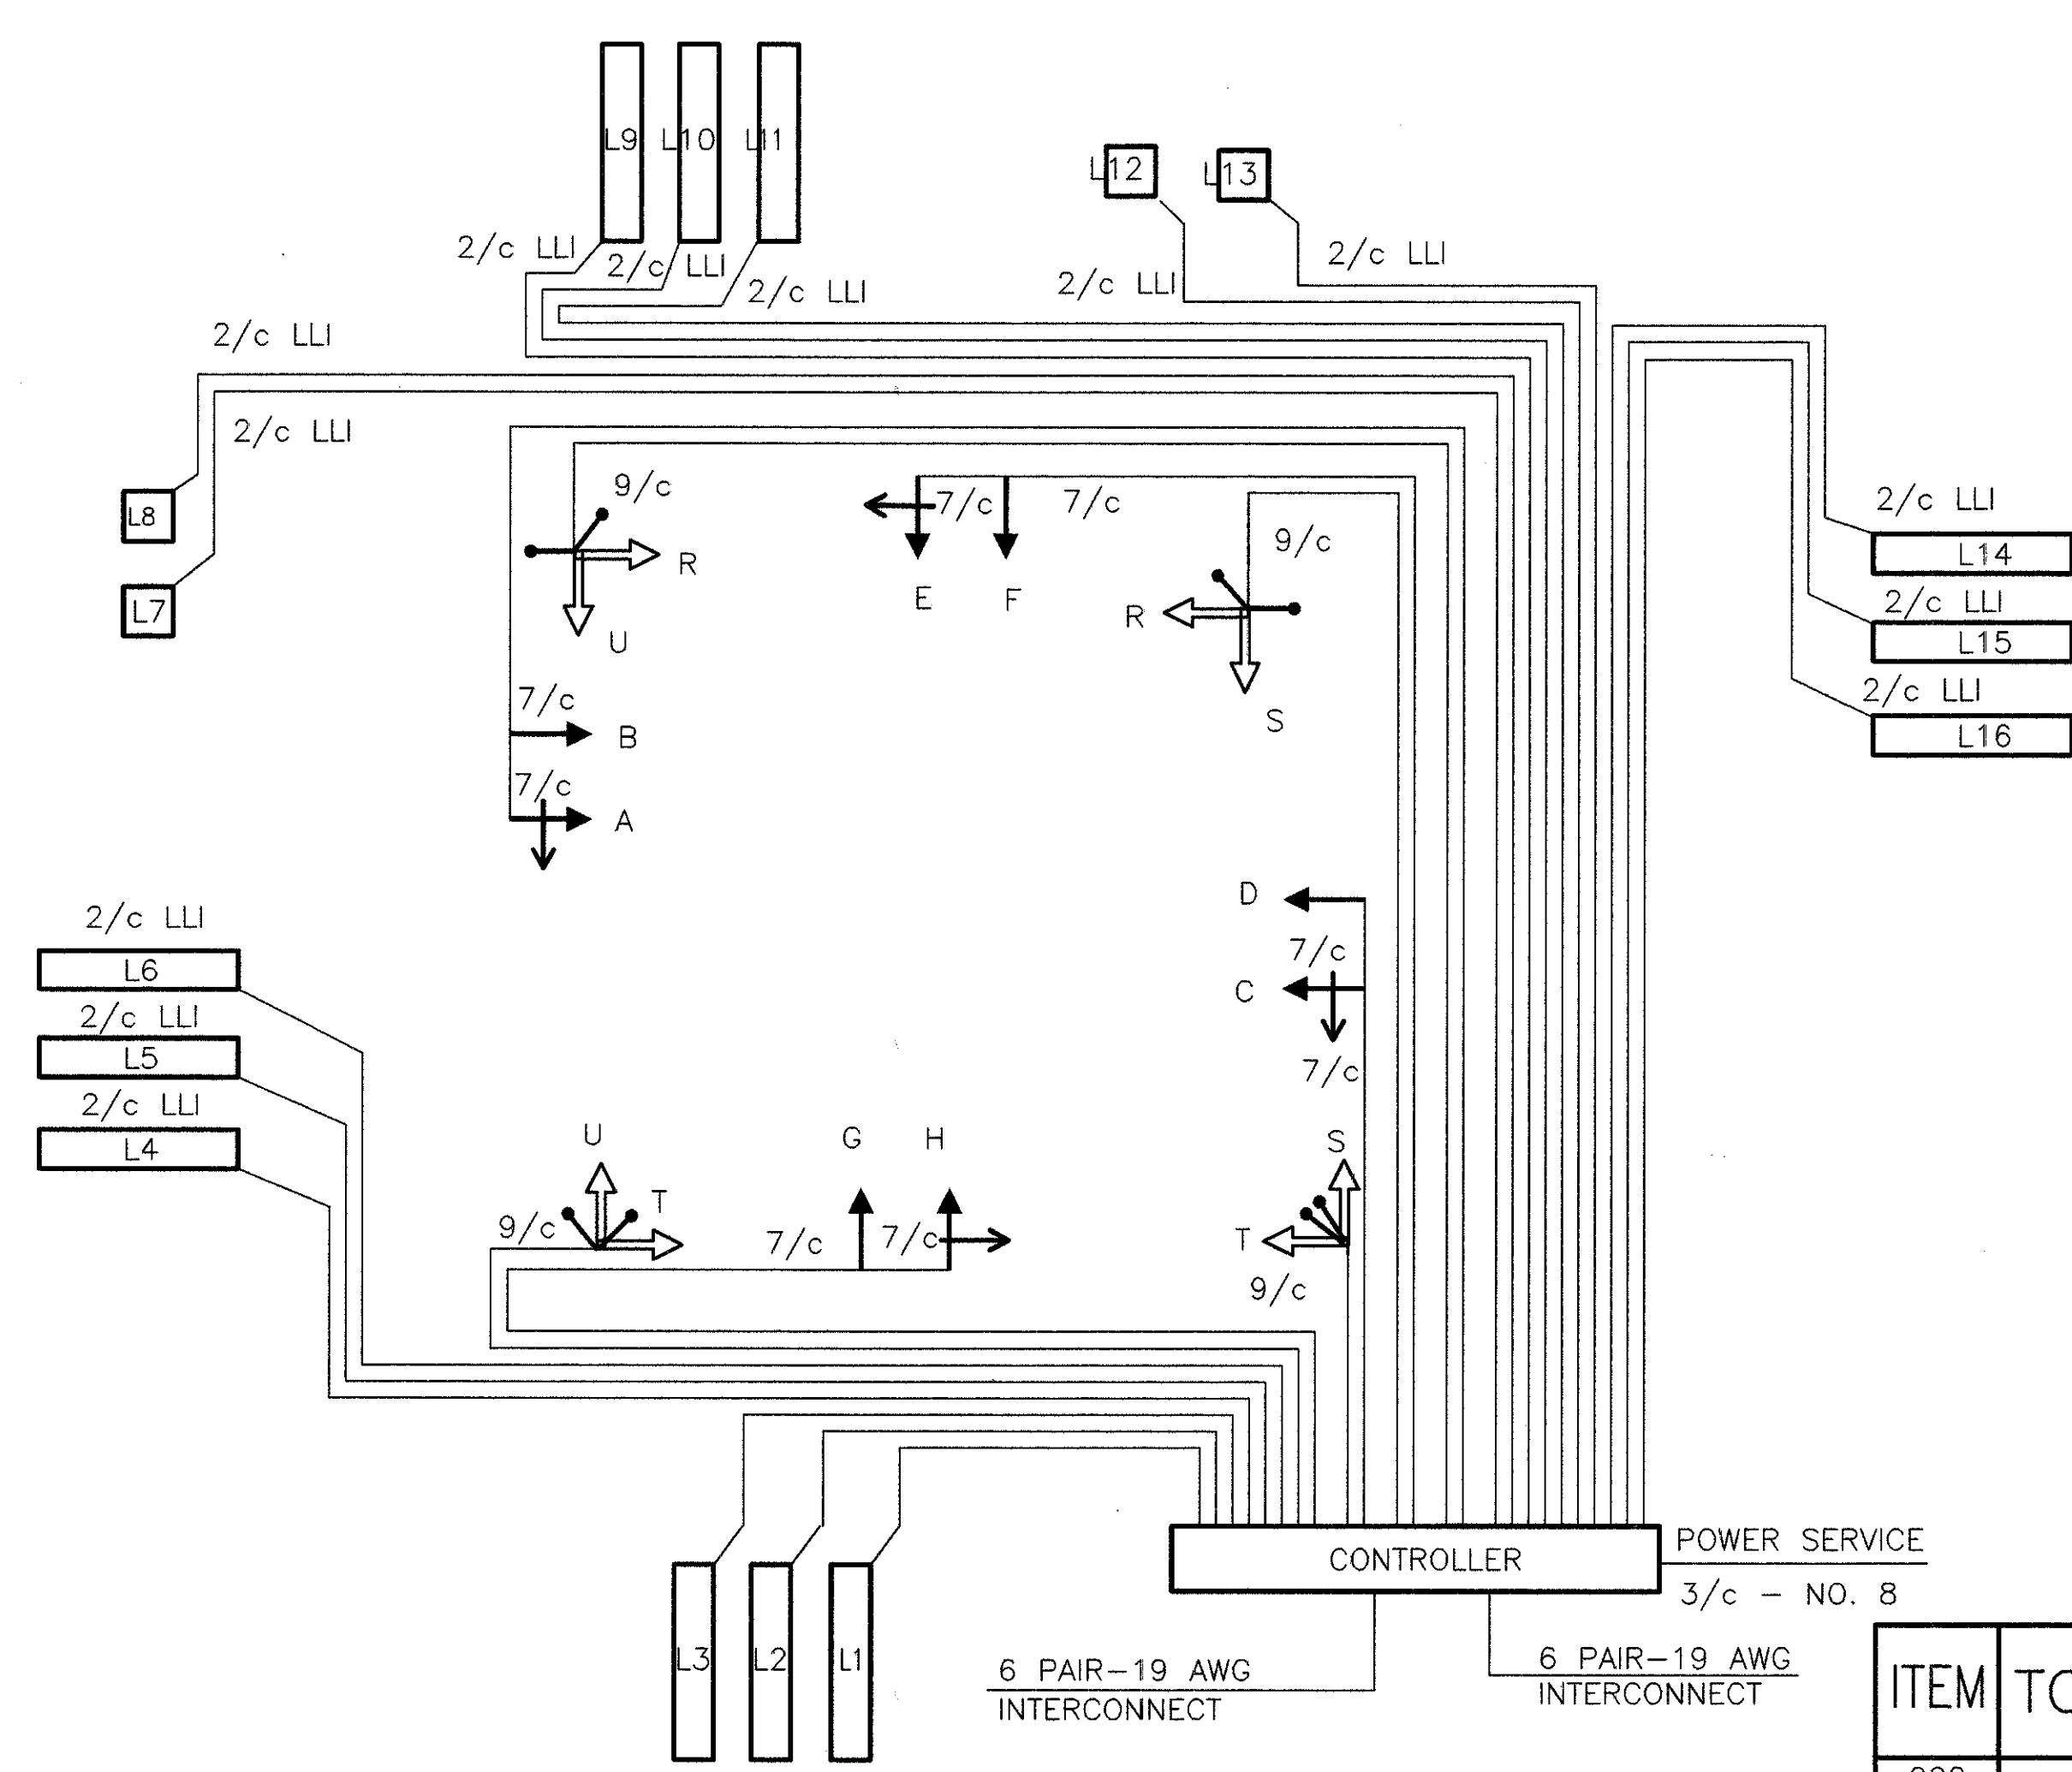 L9 L10 L11
L12 L13
2/c LLI
2/c LLI
2/c LLI
2/c LLI
2/c LLI
2/c LLI
2/c LLI
L8
L7
9/c
R
U
7/c
7/c
E F
9/c
R
S
2/c LLI
L14
2/c LLI
L15
2/c LLI
L16
7/c
B
7/c
A
D
7/c
C
7/c
2/c LLI
L6
2/c LLI
L5
2/c LLI
L4
U
T
9/c
G H
7/c 7/c
S
T
9/c
L3 L2 L1
CONTROLLER
POWER SERVICE
3/c - NO. 8
6 PAIR-19 AWG
INTERCONNECT
6 PAIR-19 AWG
INTERCONNECT
ITEM